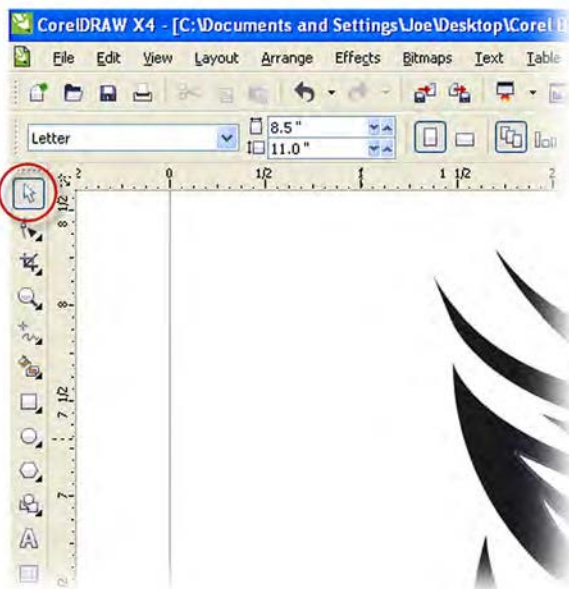 CorelDRAW X4 - [C:\Documents and Settings\Joe\Desktop\Corel
File Edit View Layout Arrange Effects Bitmaps Text Table
Letter
8.5 "
11.0 "
2 0 1/2 1 1 1/2 2
8 1/2
8
7 1/2
7
A